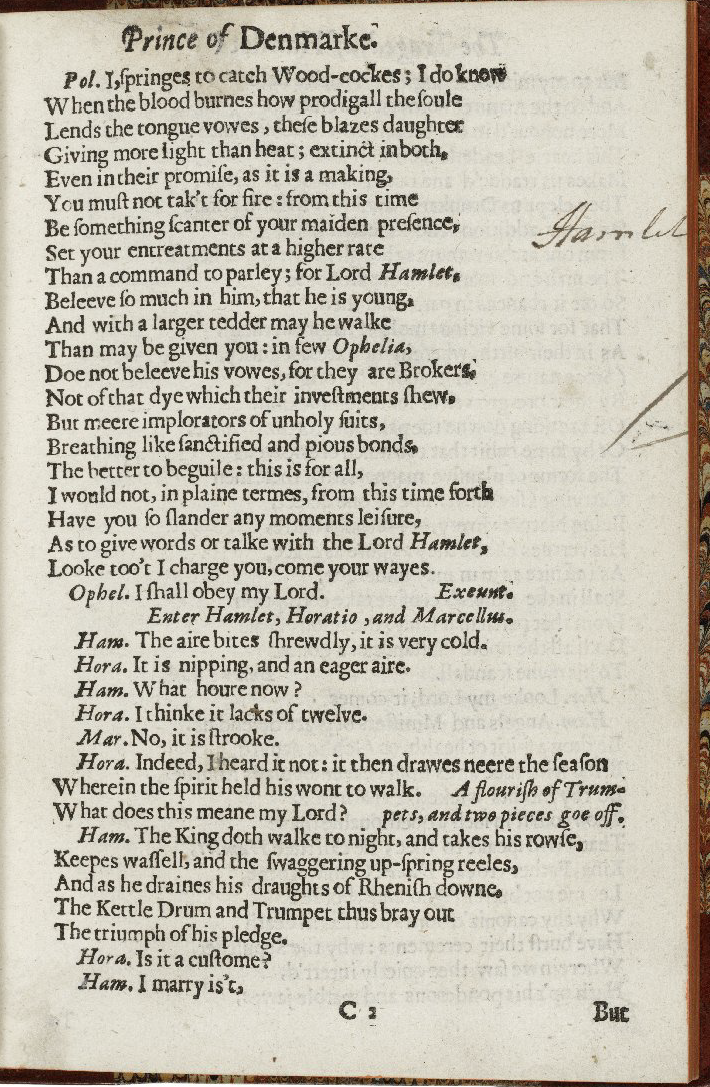 Prince of Denmarke.
Pol. I, ſpringes to catch Wood-cockes; I do know
When the blood burnes how prodigall the ſoule
Lends the tongue vowes, theſe blazes daughter
Giving more light than heat; extinct in both,
Even in their promiſe, as it is a making,
You muſt not tak't for fire: from this time
Be ſomething ſcanter of your maiden preſence,
Set your entreatments at a higher rate
Than a command to parley; for Lord Hamlet,
Beleeve ſo much in him, that he is young,
And with a larger tedder may he walke
Than may be given you: in few Ophelia,
Doe not beleeve his vowes, for they are Brokers,
Not of that dye which their inveſtments ſhew,
But meere implorators of unholy ſuits,
Breathing like ſanctified and pious bonds,
The better to beguile: this is for all,
I would not, in plaine termes, from this time forth
Have you ſo ſlander any moments leiſure,
As to give words or talke with the Lord Hamlet,
Looke too't I charge you, come your wayes.
Ophel. I ſhall obey my Lord. Exeunt.
Enter Hamlet, Horatio, and Marcellus.
Ham. The aire bites ſhrewdly, it is very cold.
Hora. It is nipping, and an eager aire.
Ham. What houre now?
Hora. I thinke it lacks of twelve.
Mar. No, it is ſtrooke.
Hora. Indeed, I heard it not: it then drawes neere the ſeaſon
Wherein the ſpirit held his wont to walke. A flouriſh of Trum-
What does this meane my Lord? pets, and two pieces goe off.
Ham. The King doth walke to night, and takes his rowſe,
Keepes waſſell, and the ſwaggering up-ſpring reeles,
And as he draines his draughts of Rheniſh downe,
The Kettle Drum and Trumpet thus bray out
The triumph of his pledge.
Hora. Is it a cuſtome?
Ham. I marry is't,
C 2 But
Hamlet